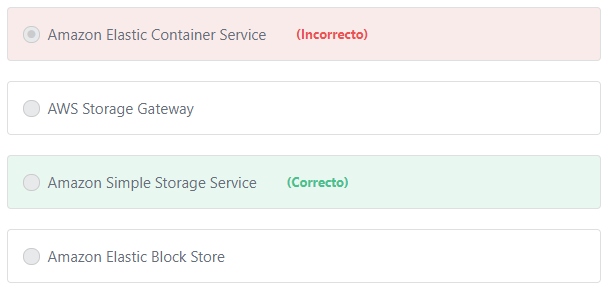 Amazon Elastic Container Service (Incorrecto)
AWS Storage Gateway
Amazon Simple Storage Service (Correcto)
Amazon Elastic Block Store